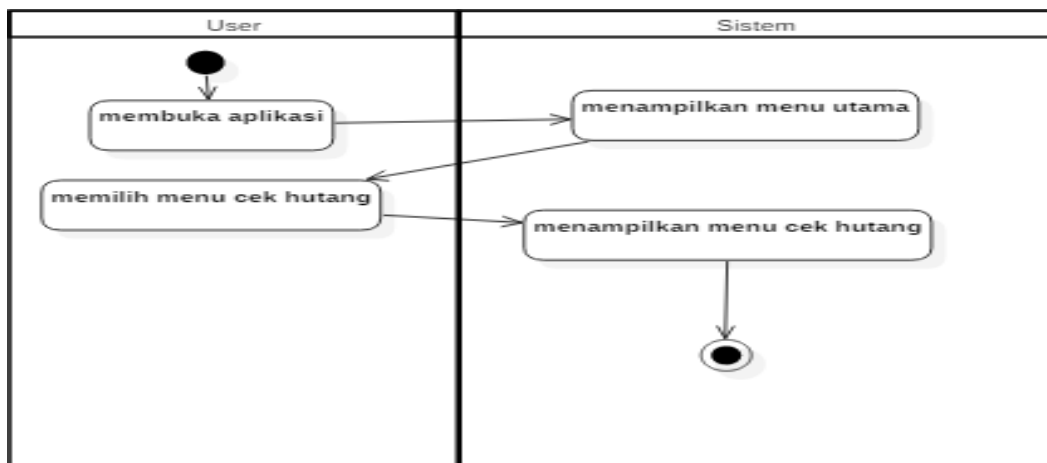 User
Sistem
membuka aplikasi
menampilkan menu utama
memilih menu cek hutang
menampilkan menu cek hutang